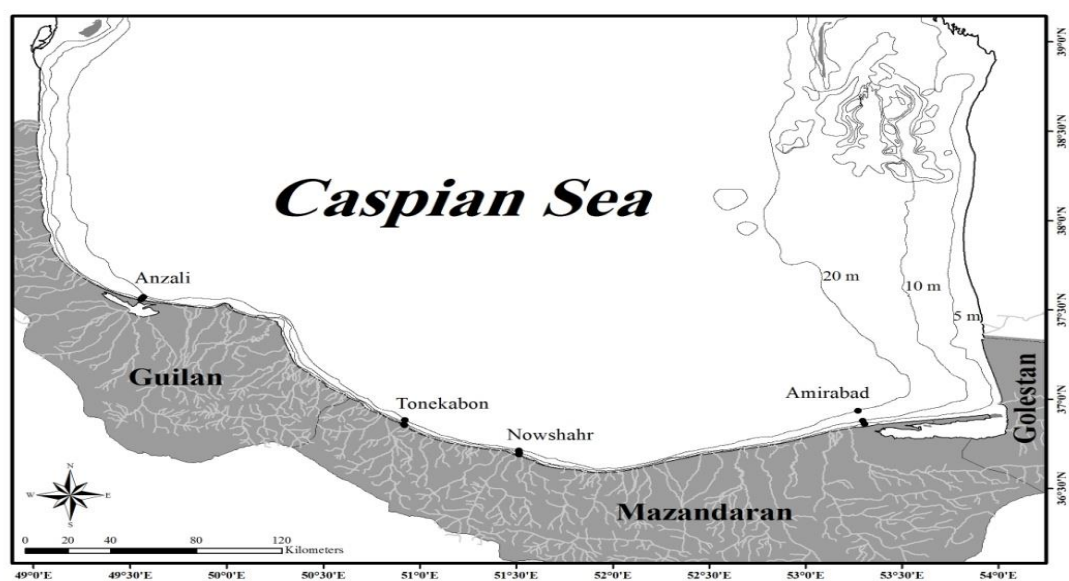 Caspian Sea
Anzali
Guilan
Tonekabon
Nowshahr
Amirabad
20 m
10 m
5 m
Golestan
Mazandaran
N
W
E
S
0 20 40 80 120
Kilometers
39°0'N
38°30'N
38°0'N
37°30'N
37°0'N
36°30'N
49°0'E 49°30'E 50°0'E 50°30'E 51°0'E 51°30'E 52°0'E 52°30'E 53°0'E 53°30'E 54°0'E